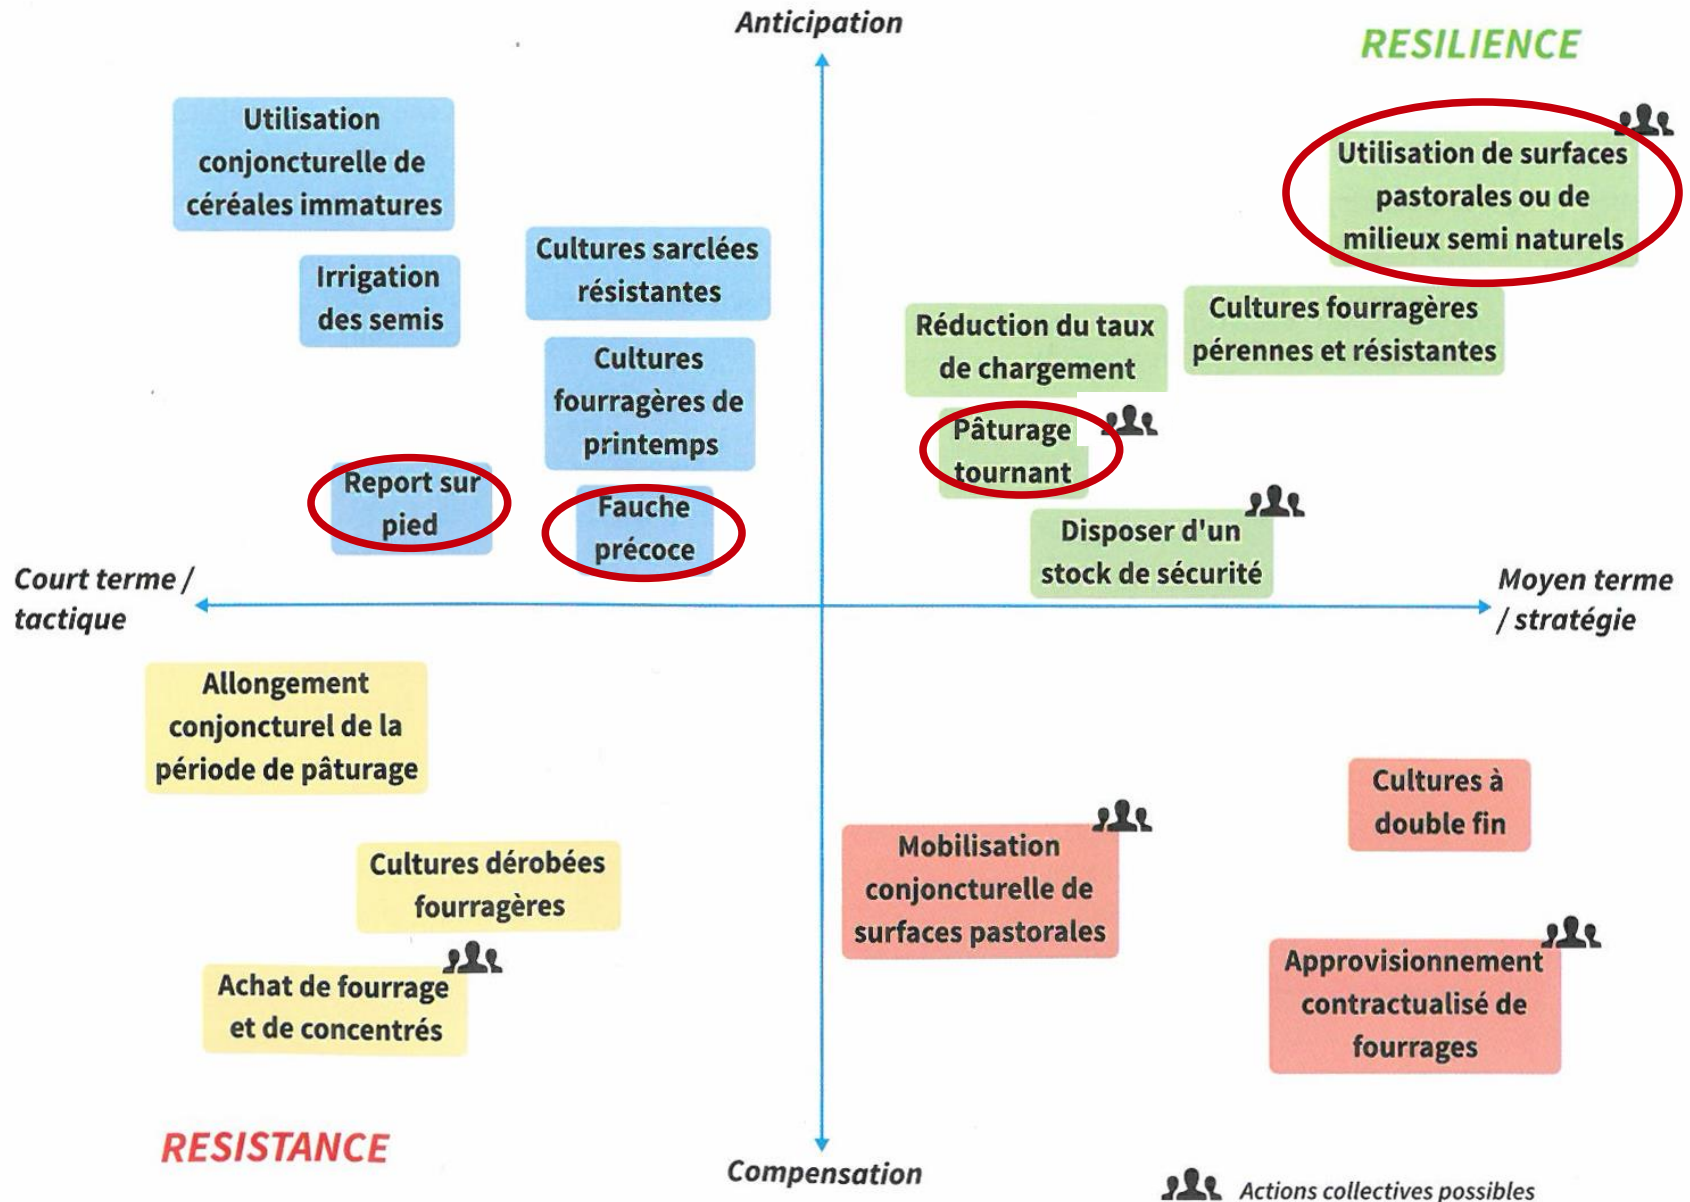 Anticipation
RESILIENCE
Utilisation
conjoncturelle de
céréales immatures
Utilisation de surfaces
pastorales ou de
milieux semi naturels
Irrigation
des semis
Cultures sarclées
résistantes
Réduction du taux
de chargement
Cultures fourragères
pérennes et résistantes
Cultures
fourragères de
printemps
Pâturage
tournant
Report sur
pied
Fauche
précoce
Disposer d'un
stock de sécurité
Court terme /
tactique
Moyen terme
/ stratégie
Allongement
conjoncturel de la
période de pâturage
Cultures à
double fin
Cultures dérobées
fourragères
Mobilisation
conjoncturelle de
surfaces pastorales
Achat de fourrage
et de concentrés
Approvisionnement
contractualisé de
fourrages
RESISTANCE
Compensation
Actions collectives possibles